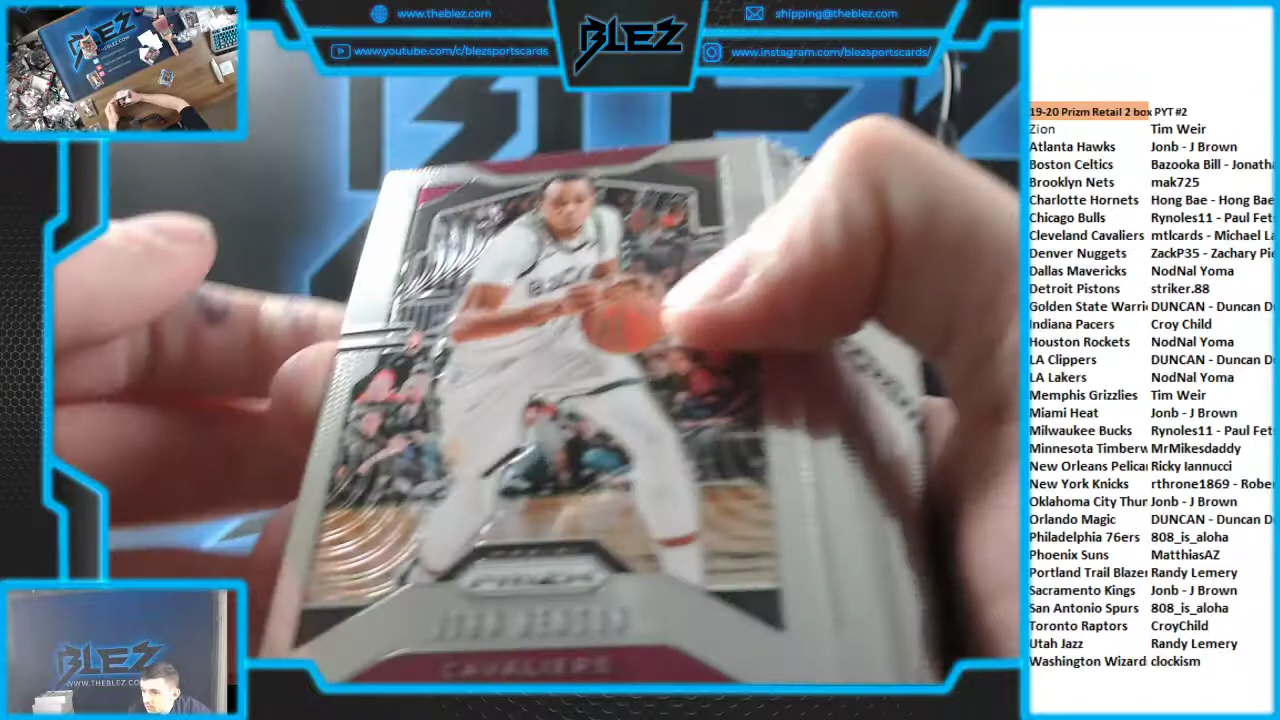 www.theblez.com
BLEZ
shipping@theblez.com
www.youtube.com/c/blezsportscards
www.instagram.com/blezsportscards/
19-20 Prizm Retail 2 box PYT #2
Zion Tim Weir
Atlanta Hawks Jonb - J Brown
Boston Celtics Bazooka Bill - Jonath
Brooklyn Nets mak725
Charlotte Hornets Hong Bae - Hong Bae
Chicago Bulls Rynoles11 - Paul Fet
Cleveland Cavaliers mtlcards - Michael La
Denver Nuggets ZackP35 - Zachary Pi
Dallas Mavericks NodNal Yoma
Detroit Pistons striker.88
Golden State Warri DUNCAN - Duncan D
Indiana Pacers Croy Child
Houston Rockets NodNal Yoma
LA Clippers DUNCAN - Duncan D
LA Lakers NodNal Yoma
Memphis Grizzlies Tim Weir
Miami Heat Jonb - J Brown
Milwaukee Bucks Rynoles11 - Paul Fet
Minnesota Timberw MrMikesdaddy
New Orleans Pelica Ricky Iannucci
New York Knicks rthrone1869 - Robe
Oklahoma City Thun Jonb - J Brown
Orlando Magic DUNCAN - Duncan D
Philadelphia 76ers 808_is_aloha
Phoenix Suns MatthiasAZ
Portland Trail Blazer Randy Lemery
Sacramento Kings Jonb - J Brown
San Antonio Spurs 808_is_aloha
Toronto Raptors CroyChild
Utah Jazz Randy Lemery
Washington Wizard clockism
PRIZM
JOHN HENSON
CAVALIERS
BLEZ
WWW.THEBLEZ.COM